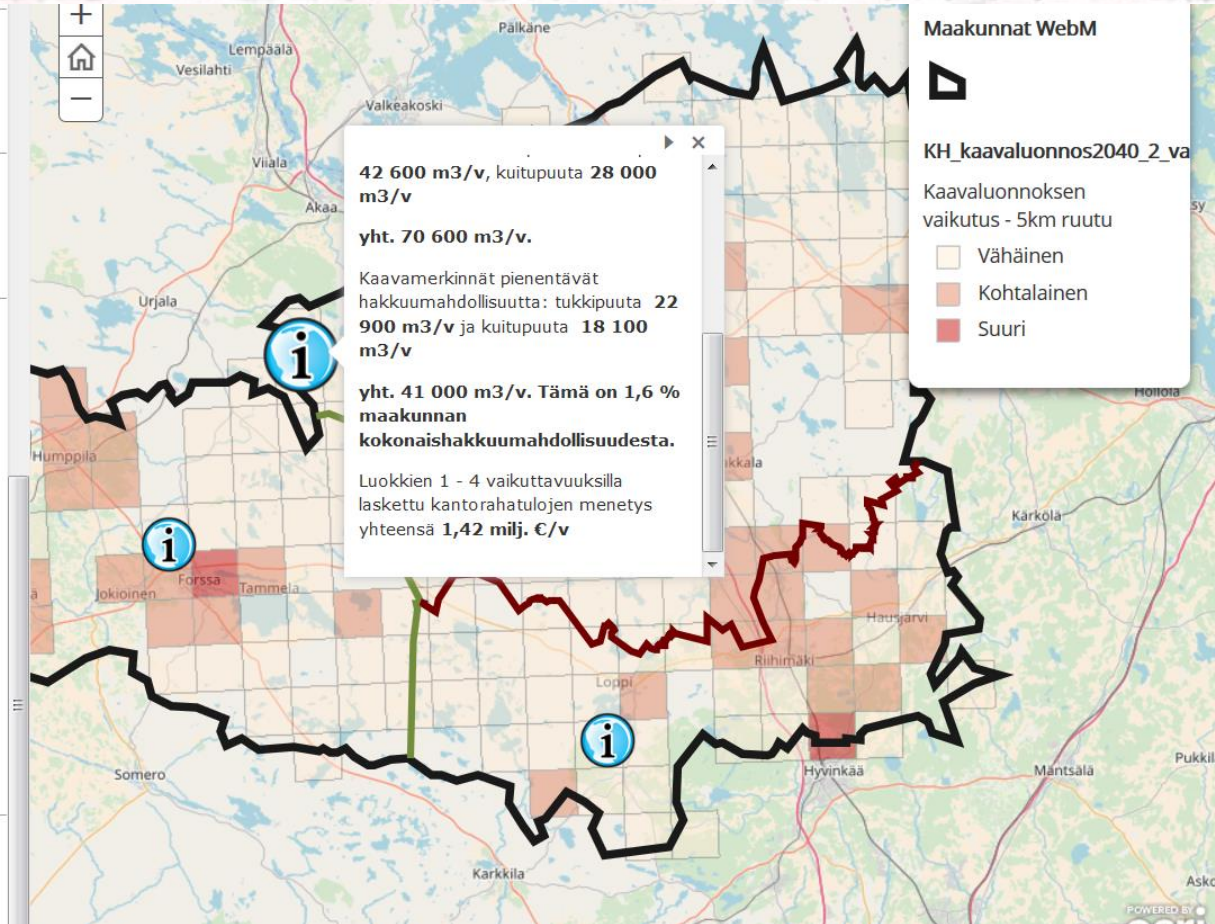 +
−
Pälkäne
Lempäälä
Vesilahti
Valkeakoski
Viiala
Akaa
Urjala
Humppila
Jokioinen
Forssa
Tammela
Loppi
Riihimäki
Hausjärvi
Hyvinkää
Kärkölä
Mäntsälä
Somero
Karkkila
Hollola
42 600 m3/v, kuitupuuta 28 000
m3/v
yht. 70 600 m3/v.
Kaavamerkinnät pienentävät
hakkuumahdollisuutta: tukkipuuta 22
900 m3/v ja kuitupuuta 18 100
m3/v
yht. 41 000 m3/v. Tämä on 1,6 %
maakunnan
kokonaishakkuumahdollisuudesta.
Luokkien 1 - 4 vaikuttavuuksilla
laskettu kantorahatulojen menetys
yhteensä 1,42 milj. €/v
Maakunnat WebM
KH_kaavaluonnos2040_2_va
Kaavaluonnoksen
vaikutus - 5km ruutu
Vähäinen
Kohtalainen
Suuri
i
i
i
kkala
Pukkil
Asko
POWERED BY